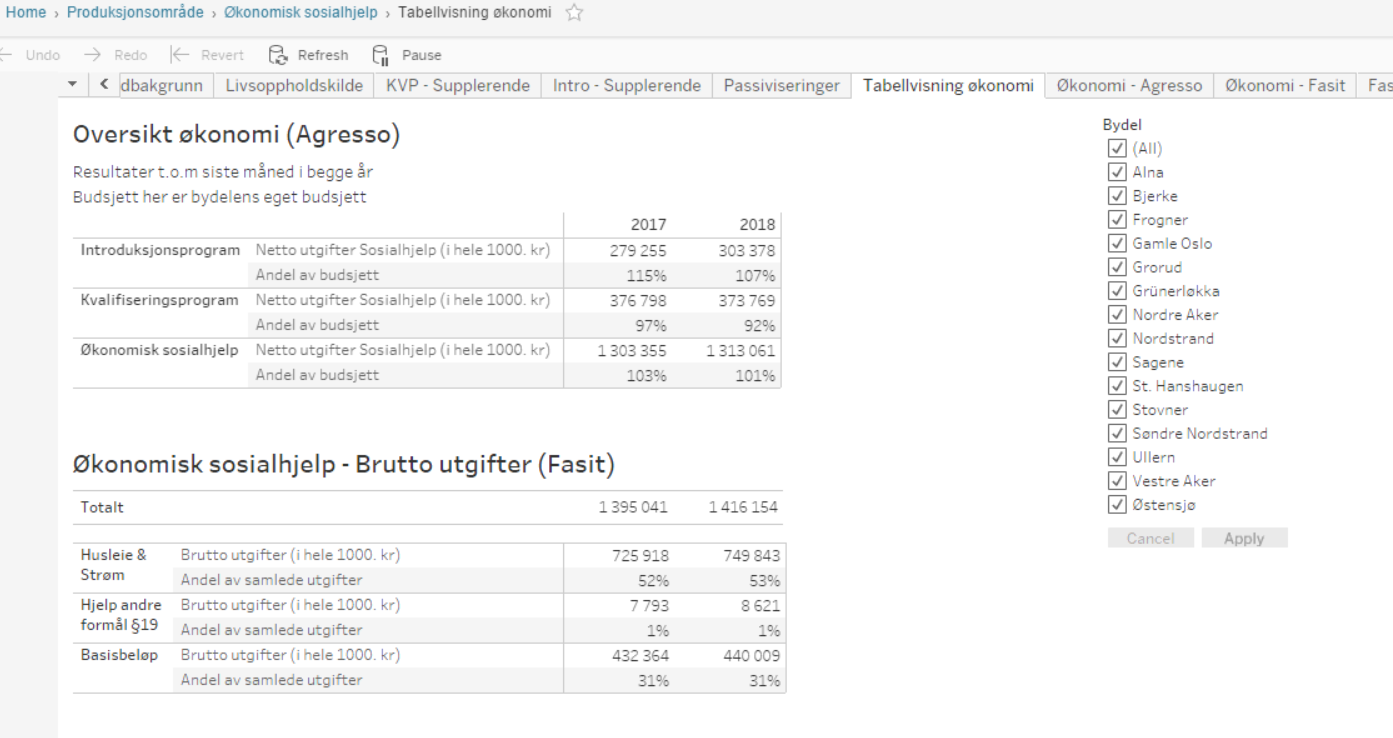 Home › Produksjonsområde › Økonomisk sosialhjelp › Tabellvisning økonomi
Undo Redo Revert Refresh Pause
dbakgrunn Livsoppholdskilde KVP - Supplerende Intro - Supplerende Passiviseringer Tabellvisning økonomi Økonomi - Agresso Økonomi - Fasit Fas
Oversikt økonomi (Agresso)
Resultater t.o.m siste måned i begge år
Budsjett her er bydelens eget budsjett
2017 2018
Introduksjonsprogram Netto utgifter Sosialhjelp (i hele 1000. kr) 279 255 303 378
Andel av budsjett 115% 107%
Kvalifiseringsprogram Netto utgifter Sosialhjelp (i hele 1000. kr) 376 798 373 769
Andel av budsjett 97% 92%
Økonomisk sosialhjelp Netto utgifter Sosialhjelp (i hele 1000. kr) 1 303 355 1 313 061
Andel av budsjett 103% 101%
Økonomisk sosialhjelp - Brutto utgifter (Fasit)
Totalt 1 395 041 1 416 154
Husleie & Brutto utgifter (i hele 1000. kr) 725 918 749 843
Strøm Andel av samlede utgifter 52% 53%
Hjelp andre Brutto utgifter (i hele 1000. kr) 7 793 8 621
formål §19 Andel av samlede utgifter 1% 1%
Basisbeløp Brutto utgifter (i hele 1000. kr) 432 364 440 009
Andel av samlede utgifter 31% 31%
Bydel
(All)
Alna
Bjerke
Frogner
Gamle Oslo
Grorud
Grünerløkka
Nordre Aker
Nordstrand
Sagene
St. Hanshaugen
Stovner
Søndre Nordstrand
Ullern
Vestre Aker
Østensjø
Cancel Apply